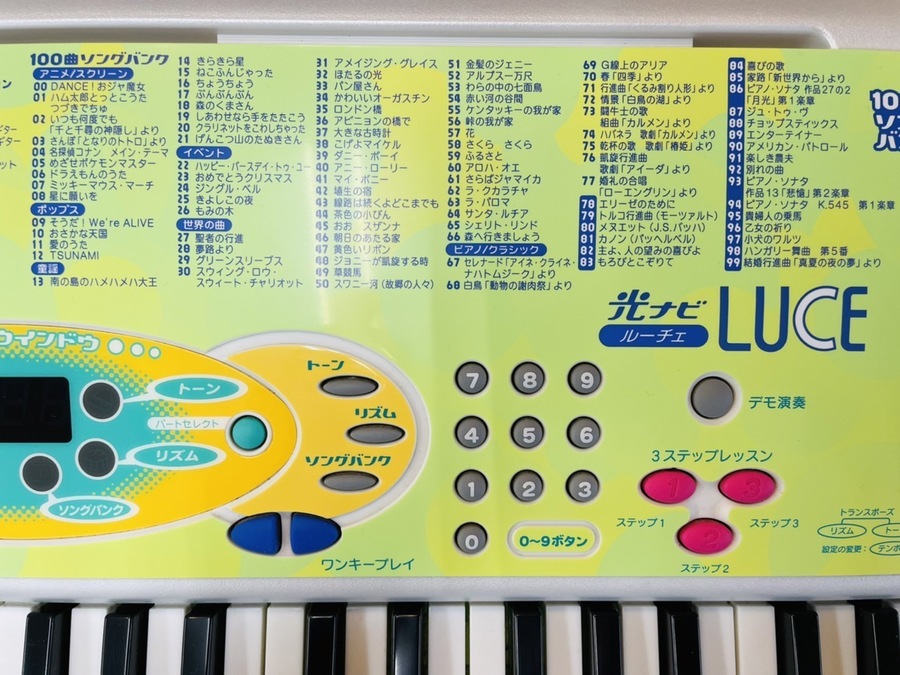 100曲ソングバンク
アニメ/スクリーン
00 DANCE!おジャ魔女
01 ハム太郎とっとこうた
02 いつも何度でも
「千と千尋の神隠し」より
03 さんぽ「となりのトトロ」より
04 名探偵コナン メイン・テーマ
05 めざせポケモンマスター
06 ドラえもんのうた
07 ミッキーマウス・マーチ
08 星に願いを
ポップス
09 そうだ! We're ALIVE
10 おさかな天国
11 愛のうた
12 TSUNAMI
童謡
13 南の島のハメハメハ大王
14 きらきら星
15 ねこふんじゃった
16 ちょうちょう
17 ぶんぶんぶん
18 森のくまさん
19 しあわせなら手をたたこう
20 クラリネットをこわしちゃった
21 げんこつ山のたぬきさん
イベント
22 ハッピー・バースデイ・トゥ・ユー
23 おめでとうクリスマス
24 ジングル・ベル
25 きよしこの夜
26 もみの木
世界の曲
27 聖者の行進
28 夢路より
29 グリーンスリーブス
30 スウィング・ロウ・
スウィート・チャリオット
31 アメイジング・グレイス
32 ほたるの光
33 パン屋さん
34 かわいいオーガスチン
35 ロンドン橋
36 アビニョンの橋で
37 大きな古時計
38 こげよマイケル
39 ダニー・ボーイ
40 アニー・ローリー
41 マイ・ボニー
42 埴生の宿
43 線路は続くよどこまでも
44 茶色の小びん
45 おお スザンナ
46 朝日のあたる家
47 黄色いリボン
48 ジョニーが凱旋する時
49 草競馬
50 スワニー河(故郷の人々)
51 金髪のジェニー
52 アルプス一万尺
53 わらの中の七面鳥
54 赤い河の谷間
55 ケンタッキーの我が家
56 峠の我が家
57 花
58 さくら さくら
59 ふるさと
60 アロハ・オエ
61 さらばジャマイカ
62 ラ・クカラチャ
63 ラ・パロマ
64 サンタ・ルチア
65 シェリト・リンド
66 森へ行きましょう
ピアノ/クラシック
67 セレナード「アイネ・クライネ・
ナハトムジーク」より
68 白鳥「動物の謝肉祭」より
69 G線上のアリア
70 春「四季」より
71 行進曲「くるみ割り人形」より
72 情景「白鳥の湖」より
73 闘牛士の歌
組曲「カルメン」より
74 ハバネラ 歌劇「カルメン」より
75 乾杯の歌 歌劇「椿姫」より
76 凱旋行進曲
歌劇「アイーダ」より
77 婚礼の合唱
「ローエングリン」より
78 エリーゼのために
79 トルコ行進曲(モーツァルト)
80 メヌエット(J.S.バッハ)
81 カノン(パッヘルベル)
82 主よ、人の望みの喜びよ
83 もろびとこぞりて
84 喜びの歌
85 家路「新世界から」より
86 ピアノ・ソナタ 作品27の2
「月光」第1楽章
87 ジュ・トゥ・ヴ
88 チョップスティックス
89 エンターテイナー
90 アメリカン・パトロール
91 楽しき農夫
92 別れの曲
93 ピアノ・ソナタ
作品13「悲愴」第2楽章
94 ピアノ・ソナタ K.545 第1楽章
95 貴婦人の乗馬
96 乙女の祈り
97 小犬のワルツ
98 ハンガリー舞曲 第5番
99 結婚行進曲「真夏の夜の夢」より
光ナビ
ルーチェ
LUCE
ウインドウ
トーン
パートセレクト
リズム
ソングバンク
トーン
リズム
ソングバンク
ワンキープレイ
7 8 9
4 5 6
1 2 3
0
0〜9ボタン
デモ演奏
3ステップレッスン
1 3
ステップ1
ステップ3
2
ステップ2
トランスポーズ
リズム
設定の変更: